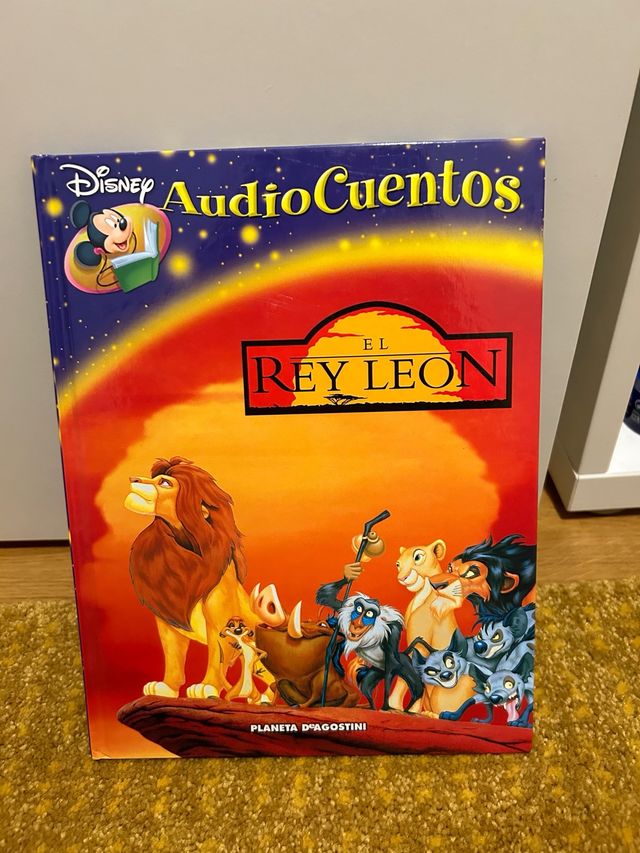 Disney
AudioCuentos
EL
REY LEON
PLANETA DeAGOSTINI